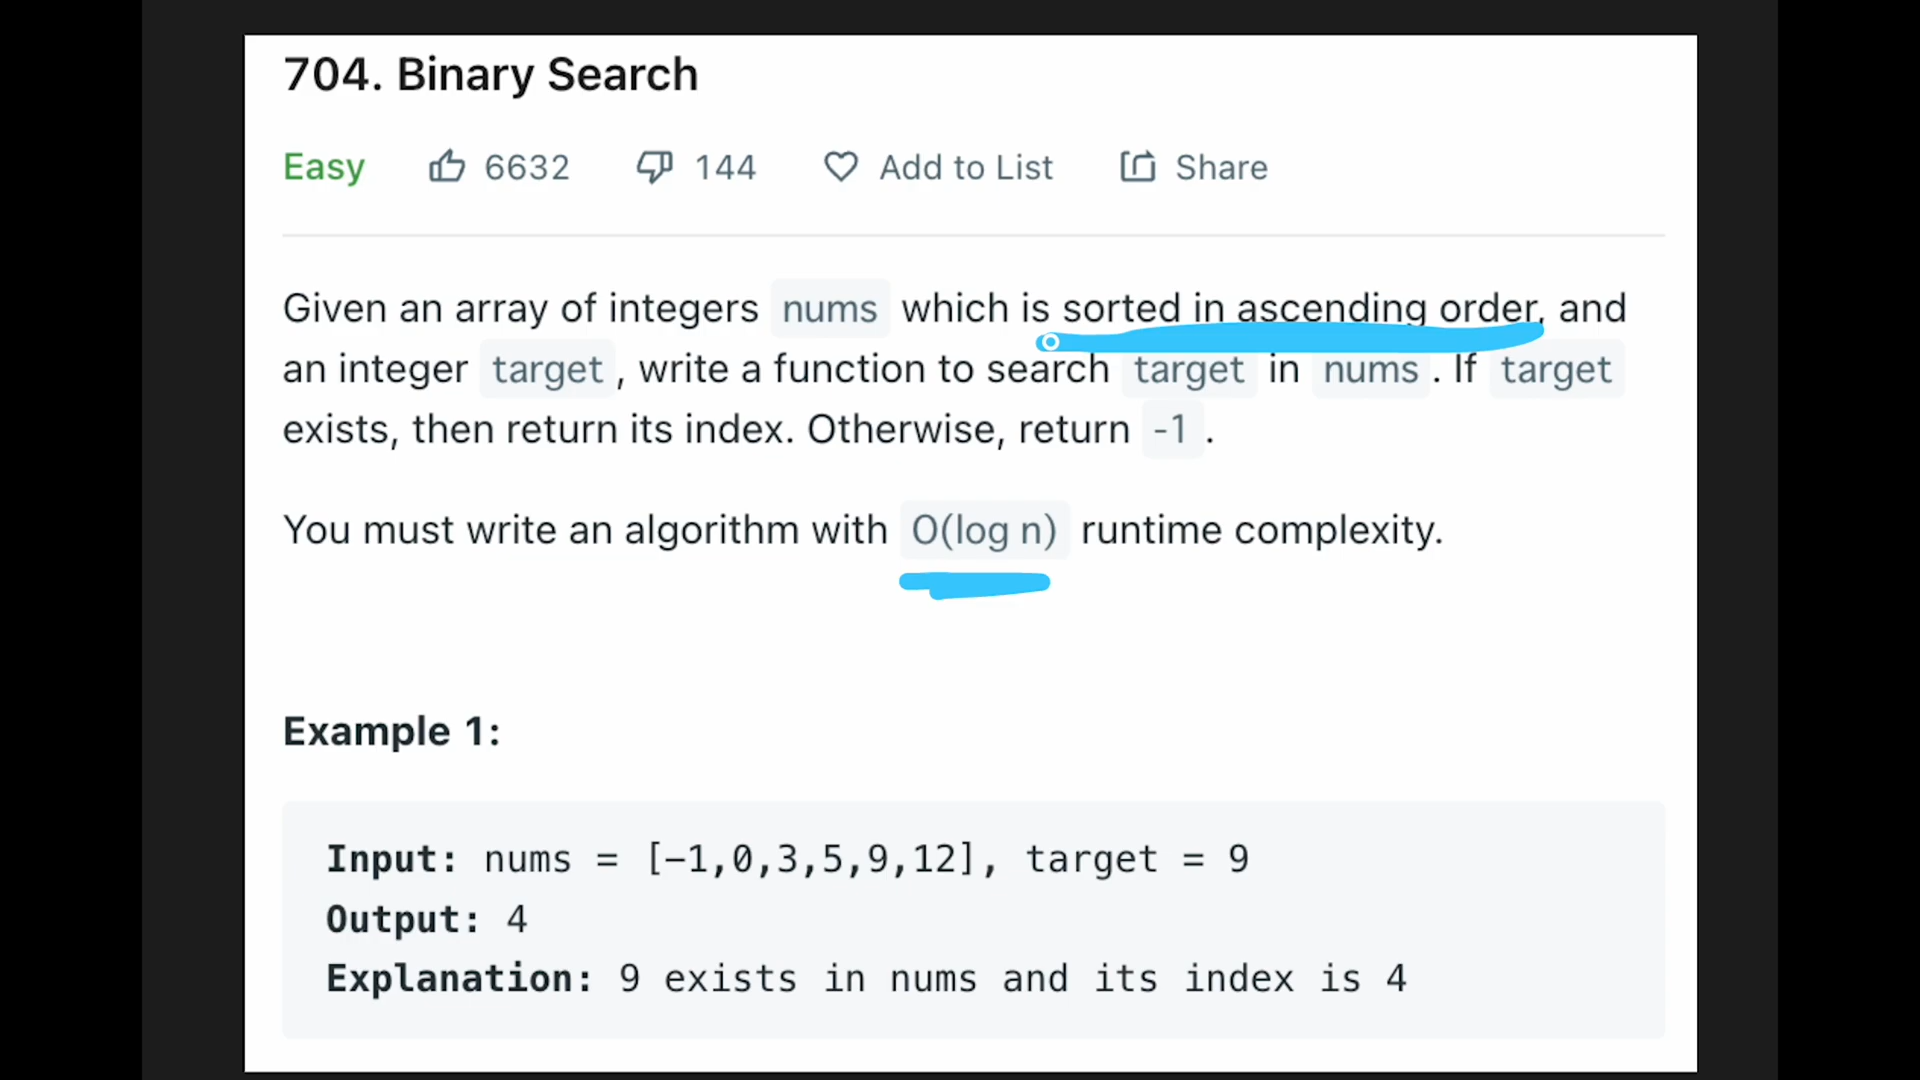 704. Binary Search
Easy 6632 144 Add to List Share
Given an array of integers nums which is sorted in ascending order, and
an integer target , write a function to search target in nums . If target
exists, then return its index. Otherwise, return -1 .
You must write an algorithm with O(log n) runtime complexity.
Example 1:
Input: nums = [-1,0,3,5,9,12], target = 9
Output: 4
Explanation: 9 exists in nums and its index is 4